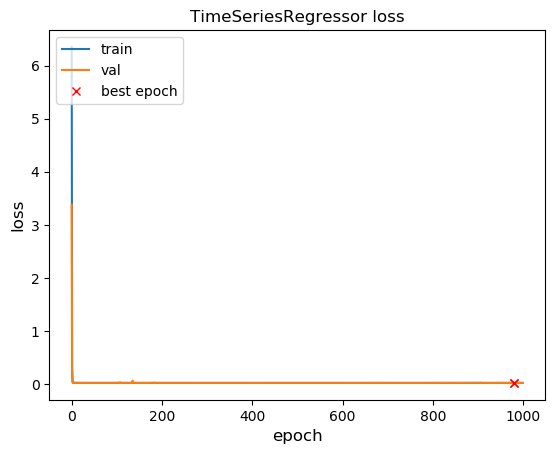 TimeSeriesRegressor loss
train
val
best epoch
6
5
4
3
2
1
0
loss
0 200 400 600 800 1000
epoch